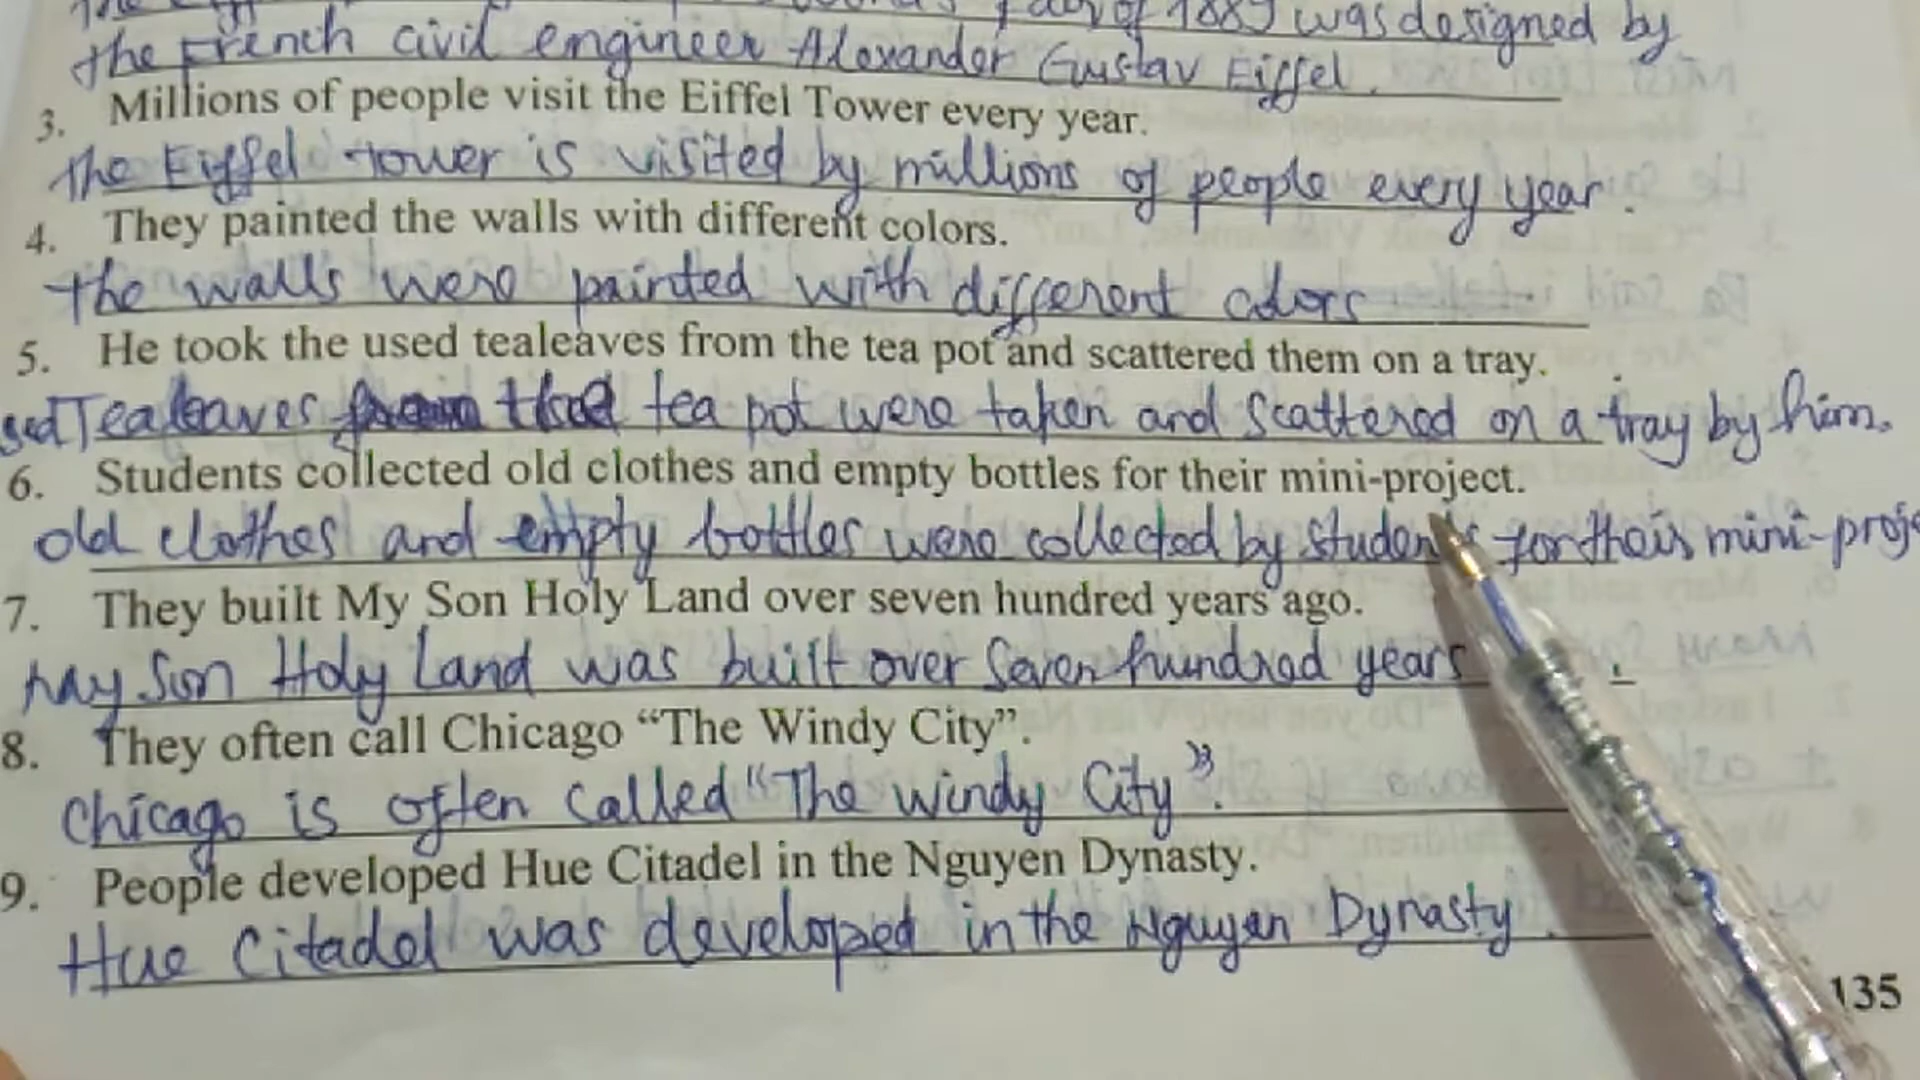 of 1889 was designed by
the French civil engineer Alexander Gustav Eiffel.
3. Millions of people visit the Eiffel Tower every year.
The Eiffel tower is visited by millions of people every year.
4. They painted the walls with different colors.
the walls were painted with different colors
5. He took the used tealeaves from the tea pot and scattered them on a tray.
Tealeaves tea pot were taken and scattered on a tray by him.
6. Students collected old clothes and empty bottles for their mini-project.
old clothes and empty bottles were collected by students for their mini-proje
7. They built My Son Holy Land over seven hundred years ago.
My Son Holy Land was built over seven hundred years
8. They often call Chicago “The Windy City”.
Chicago is often called “The Windy City”.
9. People developed Hue Citadel in the Nguyen Dynasty.
Hue Citadel was developed in the Nguyen Dynasty.
135